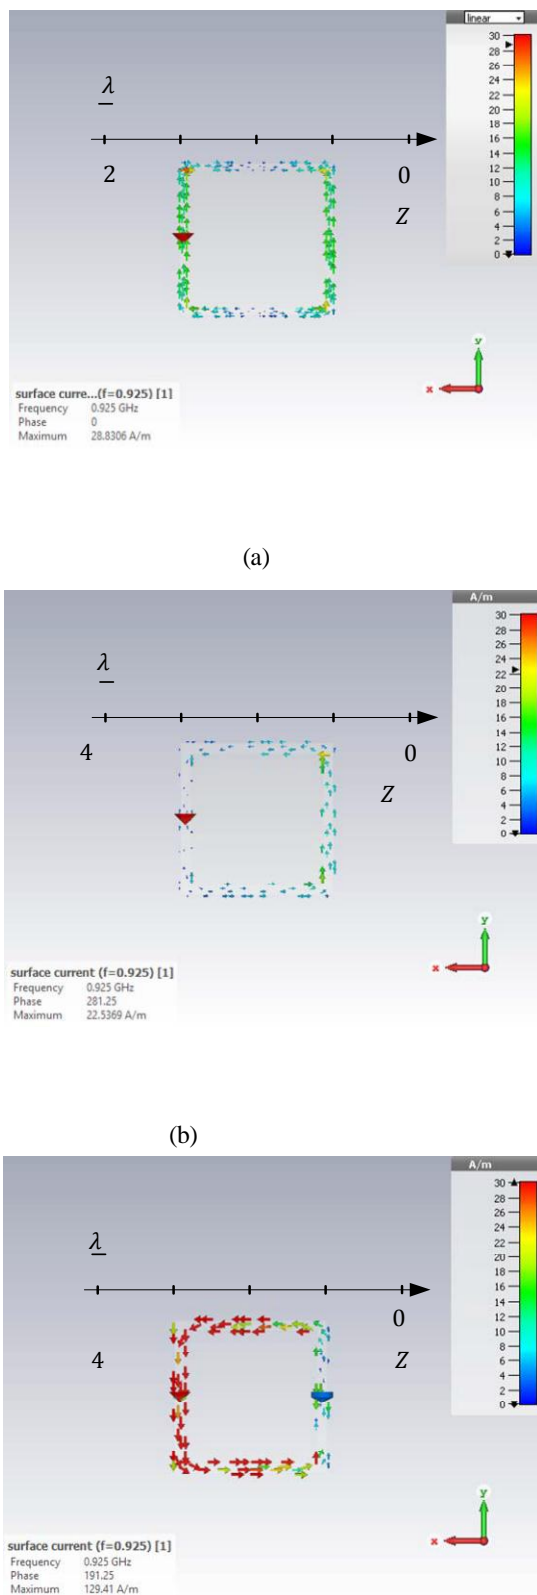 linear
30
28
26
24
22
20
18
16
14
12
10
8
6
4
2
0
λ
2
0
Z
y
x
surface curre...(f=0.925) [1]
Frequency 0.925 GHz
Phase 0
Maximum 28.8306 A/m
(a)
A/m
30
28
26
24
22
20
18
16
14
12
10
8
6
4
2
0
λ
4
0
Z
y
x
surface current (f=0.925) [1]
Frequency 0.925 GHz
Phase 281.25
Maximum 22.5369 A/m
(b)
A/m
30
28
26
24
22
20
18
16
14
12
10
8
6
4
2
0
λ
0
4
Z
y
x
surface current (f=0.925) [1]
Frequency 0.925 GHz
Phase 191.25
Maximum 129.41 A/m